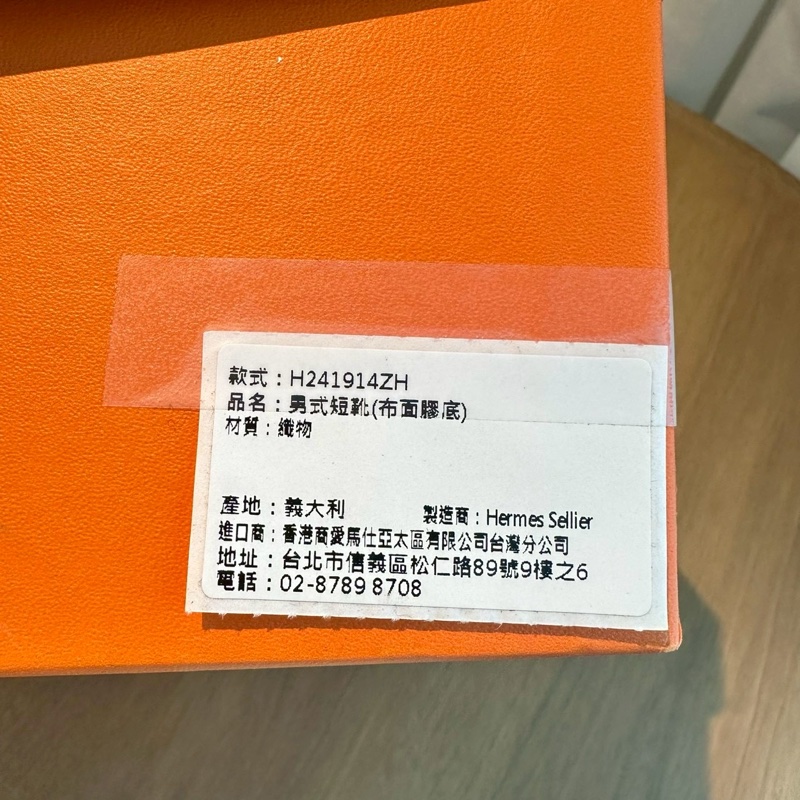 款式：H241914ZH
品名：男式短靴(布面膠底)
材質：織物
產地：義大利 製造商：Hermes Sellier
進口商：香港商愛馬仕亞太區有限公司台灣分公司
地址：台北市信義區松仁路89號9樓之6
電話：02-8789 8708